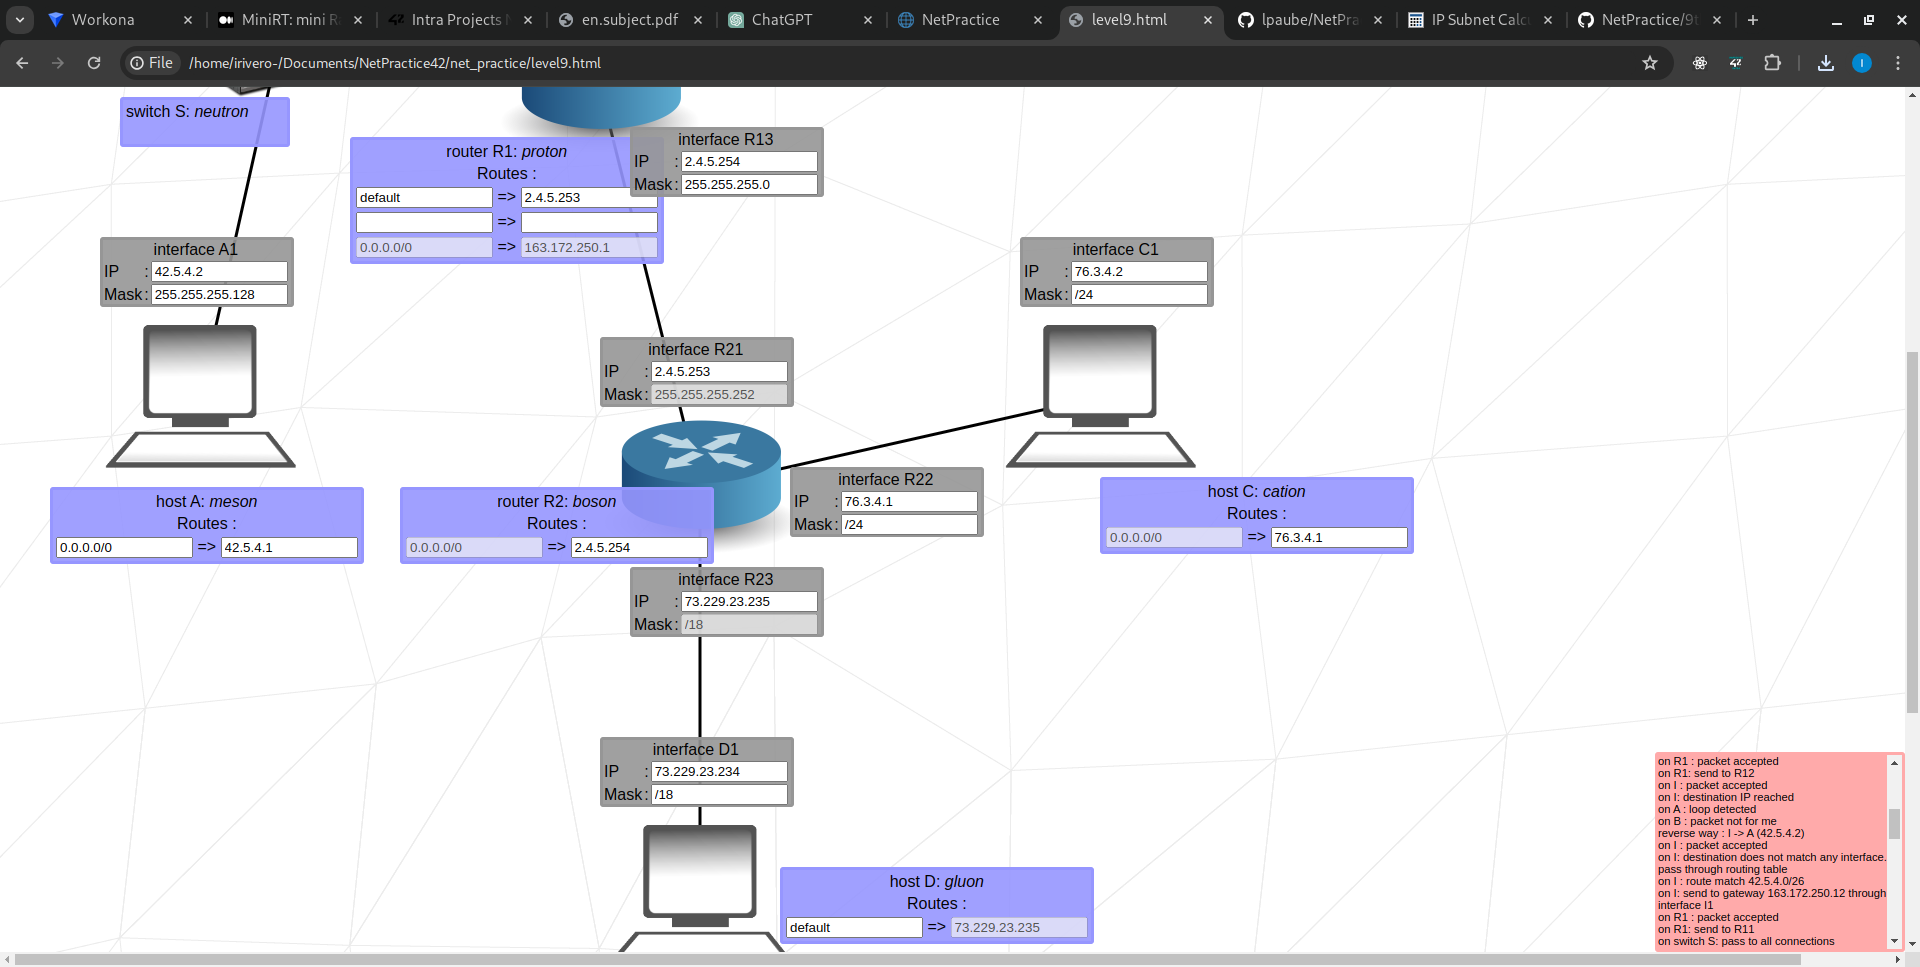 Workona
MiniRT: mini R
Intra Projects
en.subject.pdf
ChatGPT
NetPractice
level9.html
lpaube/NetPra
IP Subnet Calc
NetPractice/9
File
/home/irivero-/Documents/NetPractice42/net_practice/level9.html
I
switch S: neutron
interface R13
IP : 2.4.5.254
Mask : 255.255.255.0
router R1: proton
Routes :
default => 2.4.5.253
=>
0.0.0.0/0 => 163.172.250.1
interface A1
IP : 42.5.4.2
Mask : 255.255.255.128
interface C1
IP : 76.3.4.2
Mask : /24
interface R21
IP : 2.4.5.253
Mask : 255.255.255.252
interface R22
IP : 76.3.4.1
Mask : /24
host A: meson
Routes :
0.0.0.0/0 => 42.5.4.1
router R2: boson
Routes :
0.0.0.0/0 => 2.4.5.254
host C: cation
Routes :
0.0.0.0/0 => 76.3.4.1
interface R23
IP : 73.229.23.235
Mask : /18
interface D1
IP : 73.229.23.234
Mask : /18
host D: gluon
Routes :
default => 73.229.23.235
on R1 : packet accepted
on R1: send to R12
on I : packet accepted
on I: destination IP reached
on A : loop detected
on B : packet not for me
reverse way : I -> A (42.5.4.2)
on I : packet accepted
on I: destination does not match any interface.
pass through routing table
on I : route match 42.5.4.0/26
on I: send to gateway 163.172.250.12 through
interface I1
on R1 : packet accepted
on R1: send to R11
on switch S: pass to all connections